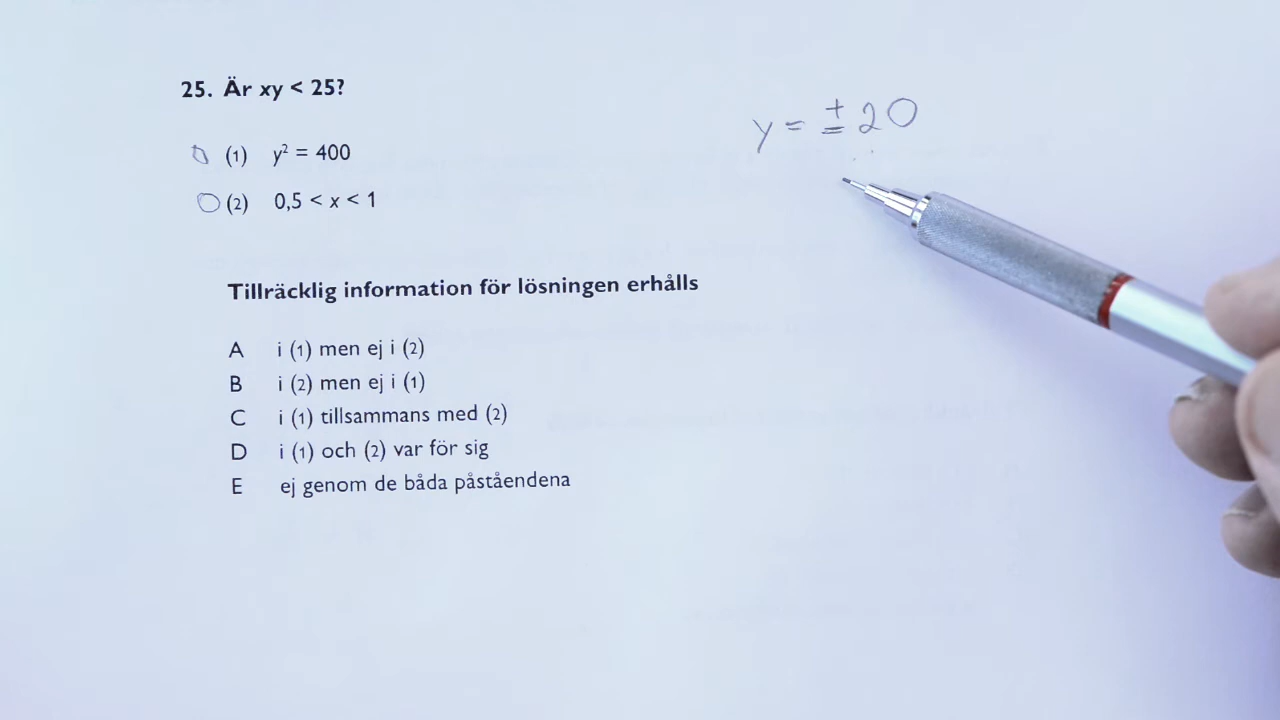 25. Är xy < 25?
y = ± 20
(1) y² = 400
(2) 0,5 < x < 1
Tillräcklig information för lösningen erhålls
A i (1) men ej i (2)
B i (2) men ej i (1)
C i (1) tillsammans med (2)
D i (1) och (2) var för sig
E ej genom de båda påståendena